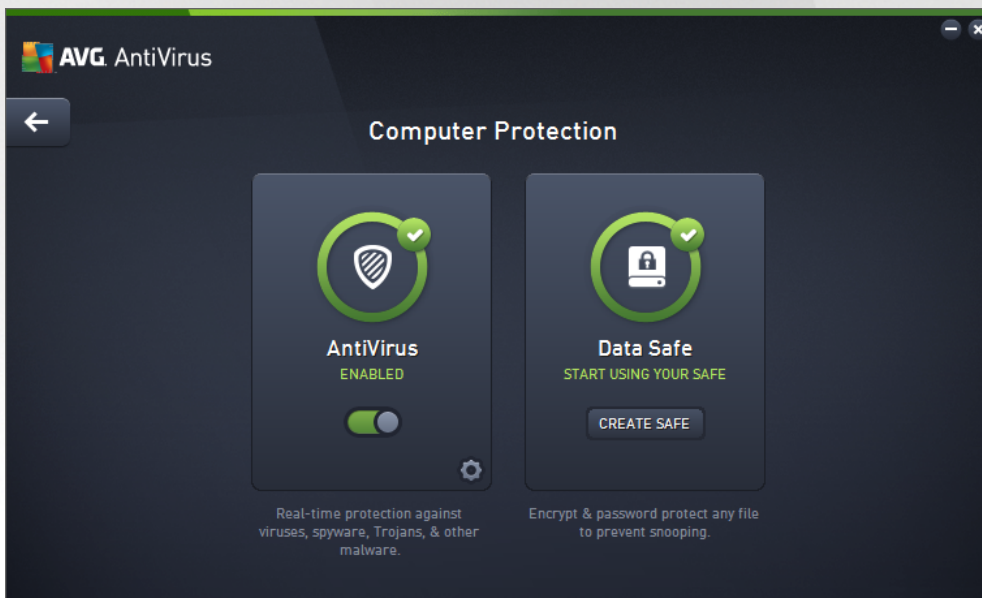 AVG AntiVirus
Computer Protection
AntiVirus
ENABLED
Real-time protection against
viruses, spyware, Trojans, & other
malware.
Data Safe
START USING YOUR SAFE
CREATE SAFE
Encrypt & password protect any file
to prevent snooping.